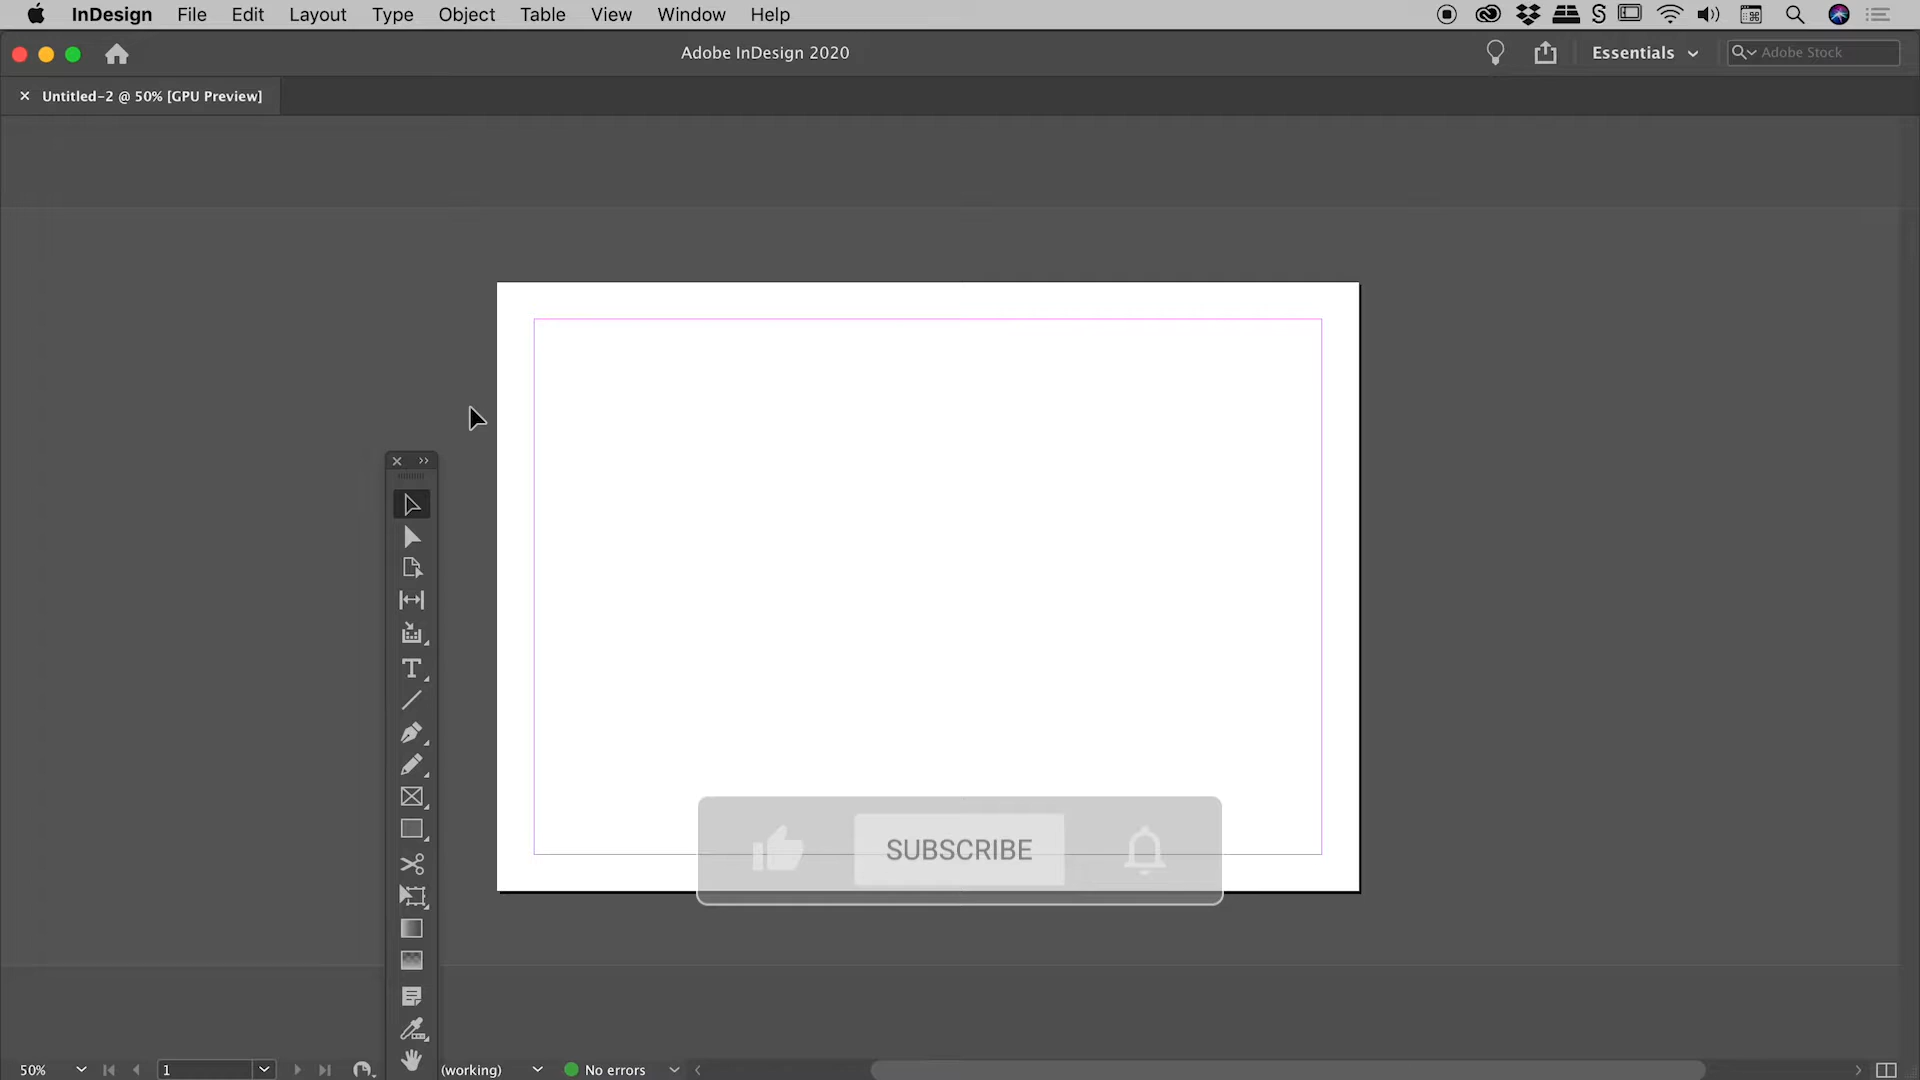 InDesign File Edit Layout Type Object Table View Window Help
Adobe InDesign 2020
Essentials
Adobe Stock
Untitled-2 @ 50% [GPU Preview]
SUBSCRIBE
50%
1
(working)
No errors